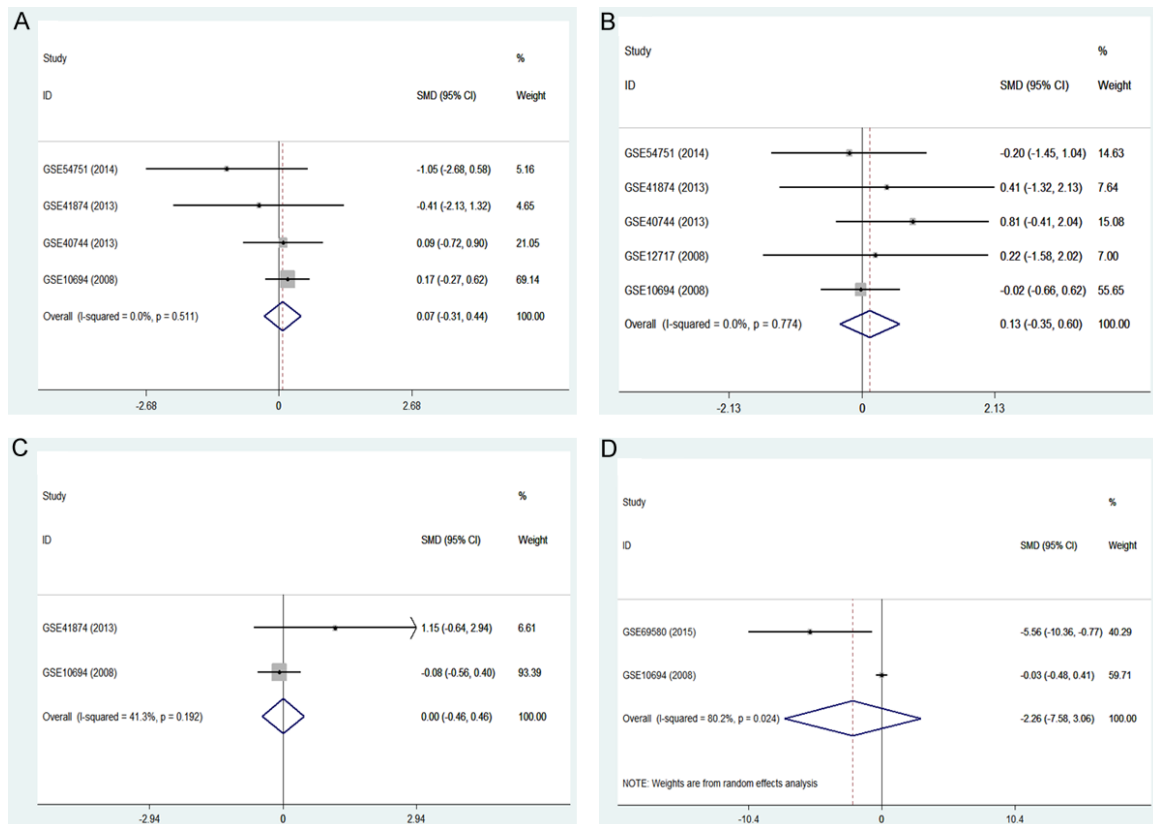 A
Study %
ID SMD (95% CI) Weight
GSE54751 (2014) -1.05 (-2.68, 0.58) 5.16
GSE41874 (2013) -0.41 (-2.13, 1.32) 4.65
GSE40744 (2013) 0.09 (-0.72, 0.90) 21.05
GSE10694 (2008) 0.17 (-0.27, 0.62) 69.14
Overall (I-squared = 0.0%, p = 0.511) 0.07 (-0.31, 0.44) 100.00
-2.68 0 2.68
B
Study %
ID SMD (95% CI) Weight
GSE54751 (2014) -0.20 (-1.45, 1.04) 14.63
GSE41874 (2013) 0.41 (-1.32, 2.13) 7.64
GSE40744 (2013) 0.81 (-0.41, 2.04) 15.08
GSE12717 (2008) 0.22 (-1.58, 2.02) 7.00
GSE10694 (2008) -0.02 (-0.66, 0.62) 55.65
Overall (I-squared = 0.0%, p = 0.774) 0.13 (-0.35, 0.60) 100.00
-2.13 0 2.13
C
Study %
ID SMD (95% CI) Weight
GSE41874 (2013) 1.15 (-0.64, 2.94) 6.61
GSE10694 (2008) -0.08 (-0.56, 0.40) 93.39
Overall (I-squared = 41.3%, p = 0.192) 0.00 (-0.46, 0.46) 100.00
-2.94 0 2.94
D
Study %
ID SMD (95% CI) Weight
GSE69580 (2015) -5.56 (-10.36, -0.77) 40.29
GSE10694 (2008) -0.03 (-0.48, 0.41) 59.71
Overall (I-squared = 80.2%, p = 0.024) -2.26 (-7.58, 3.06) 100.00
NOTE: Weights are from random effects analysis
-10.4 0 10.4